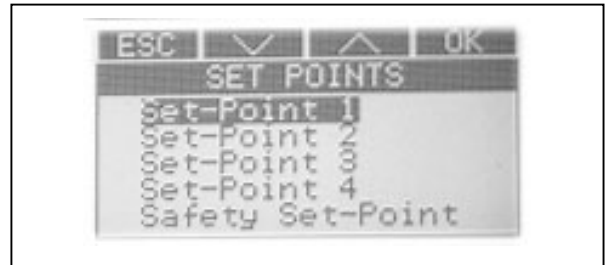 ESC OK
SET POINTS
Set-Point 1
Set-Point 2
Set-Point 3
Set-Point 4
Safety Set-Point